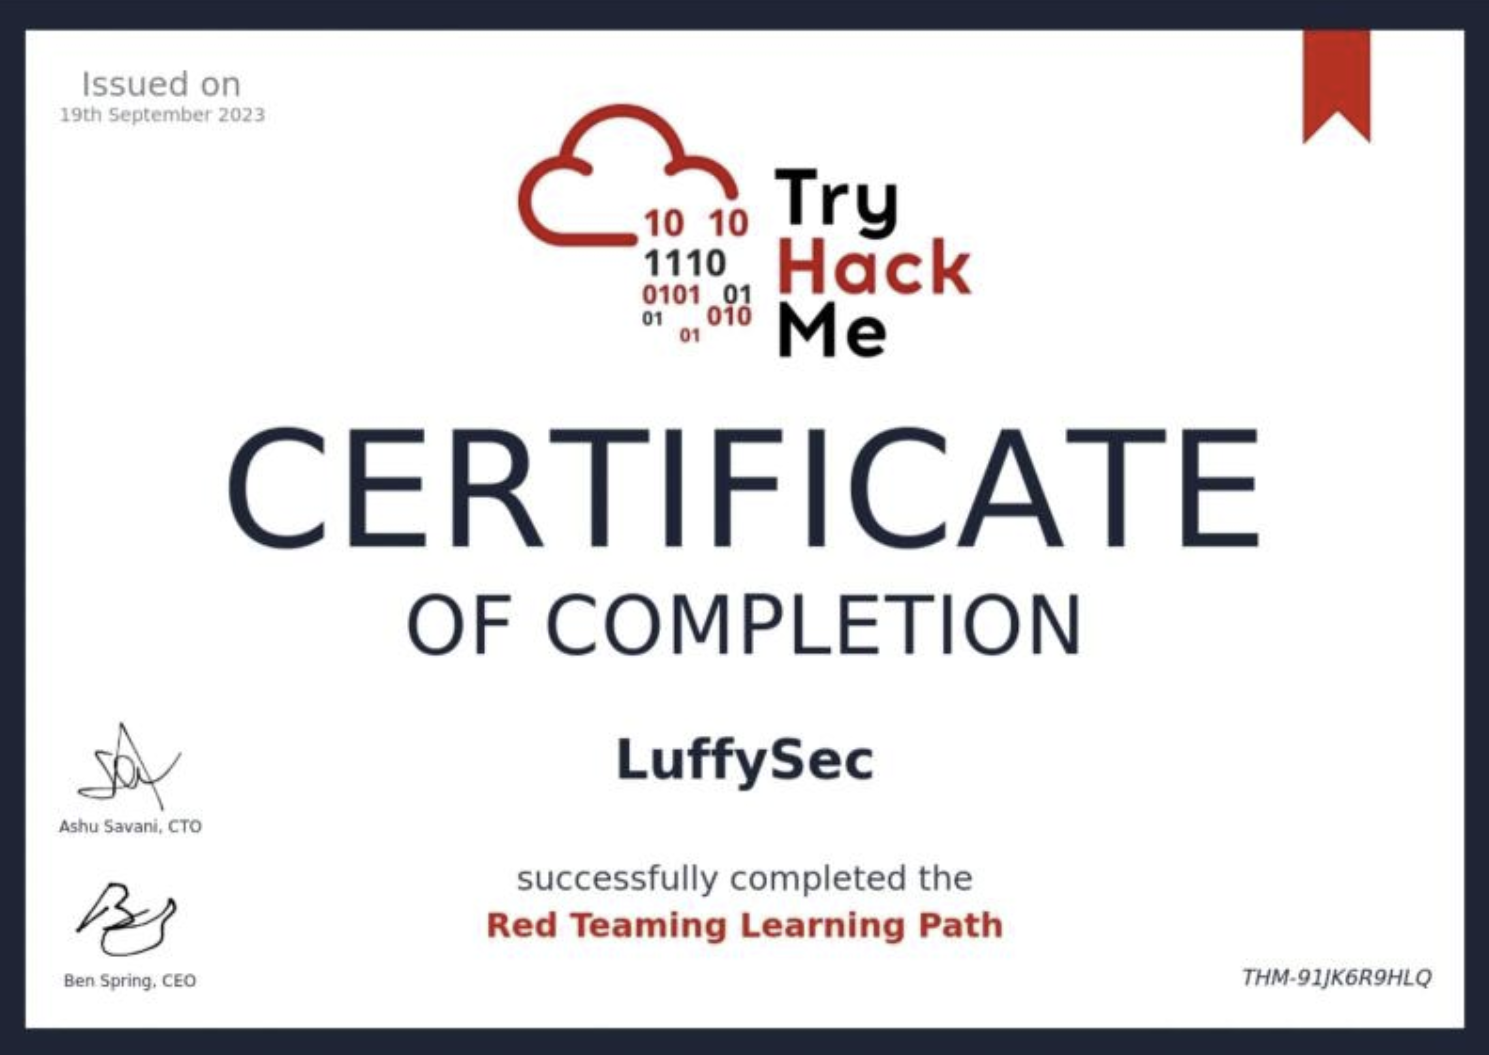 Issued on
19th September 2023
10 10
1110
0101 01
01 010
01
Try
Hack
Me
CERTIFICATE
OF COMPLETION
LuffySec
Ashu Savani, CTO
successfully completed the
Red Teaming Learning Path
Ben Spring, CEO
THM-91JK6R9HLQ